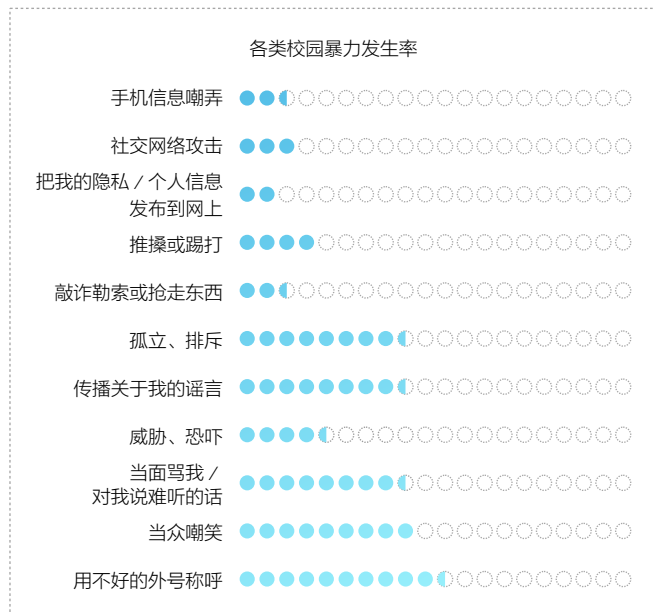 各类校园暴力发生率
手机信息嘲弄
社交网络攻击
把我的隐私 / 个人信息
发布到网上
推搡或踢打
敲诈勒索或抢走东西
孤立、排斥
传播关于我的谣言
威胁、恐吓
当面骂我 /
对我说难听的话
当众嘲笑
用不好的外号称呼